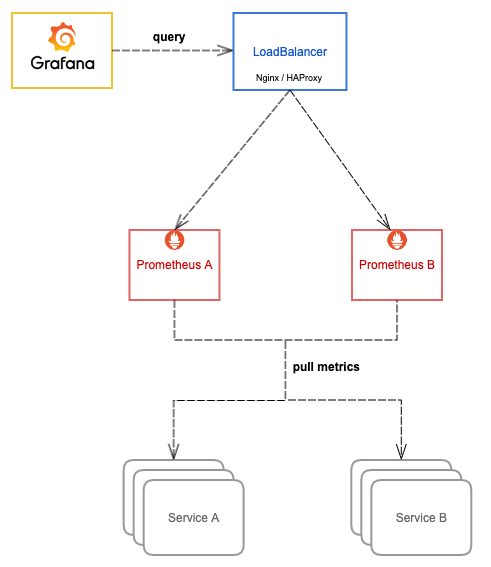 Grafana
query
LoadBalancer
Nginx / HAProxy
Prometheus A
Prometheus B
pull metrics
Service A
Service B